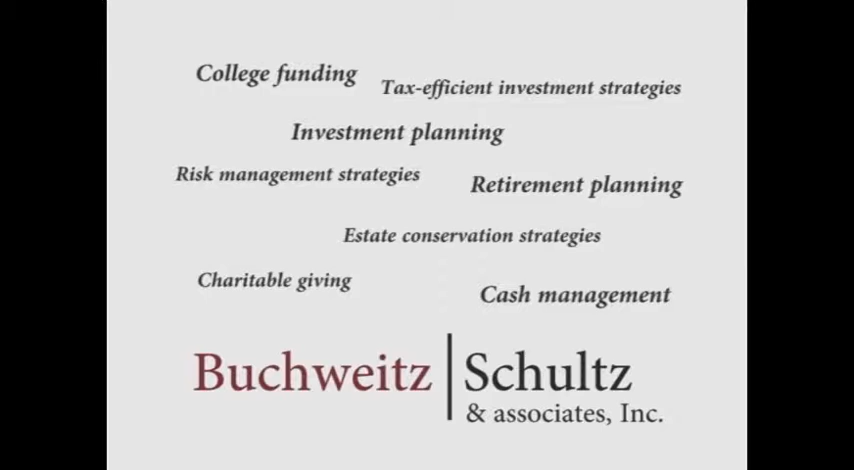 College funding
Tax-efficient investment strategies
Investment planning
Risk management strategies
Retirement planning
Estate conservation strategies
Charitable giving
Cash management
Buchweitz Schultz
& associates, Inc.